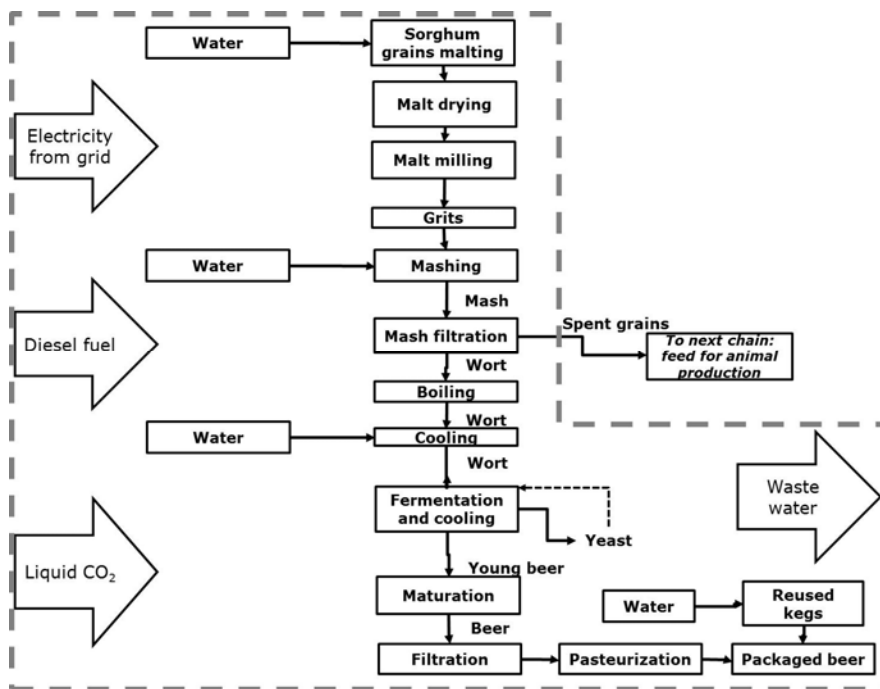 Water
Sorghum
grains malting
Malt drying
Electricity
from grid
Malt milling
Grits
Water
Mashing
Mash
Diesel fuel
Mash filtration
Spent grains
To next chain:
feed for animal
production
Wort
Boiling
Wort
Water
Cooling
Wort
Waste
water
Fermentation
and cooling
Yeast
Liquid CO₂
Young beer
Maturation
Water
Reused
kegs
Beer
Filtration
Pasteurization
Packaged beer